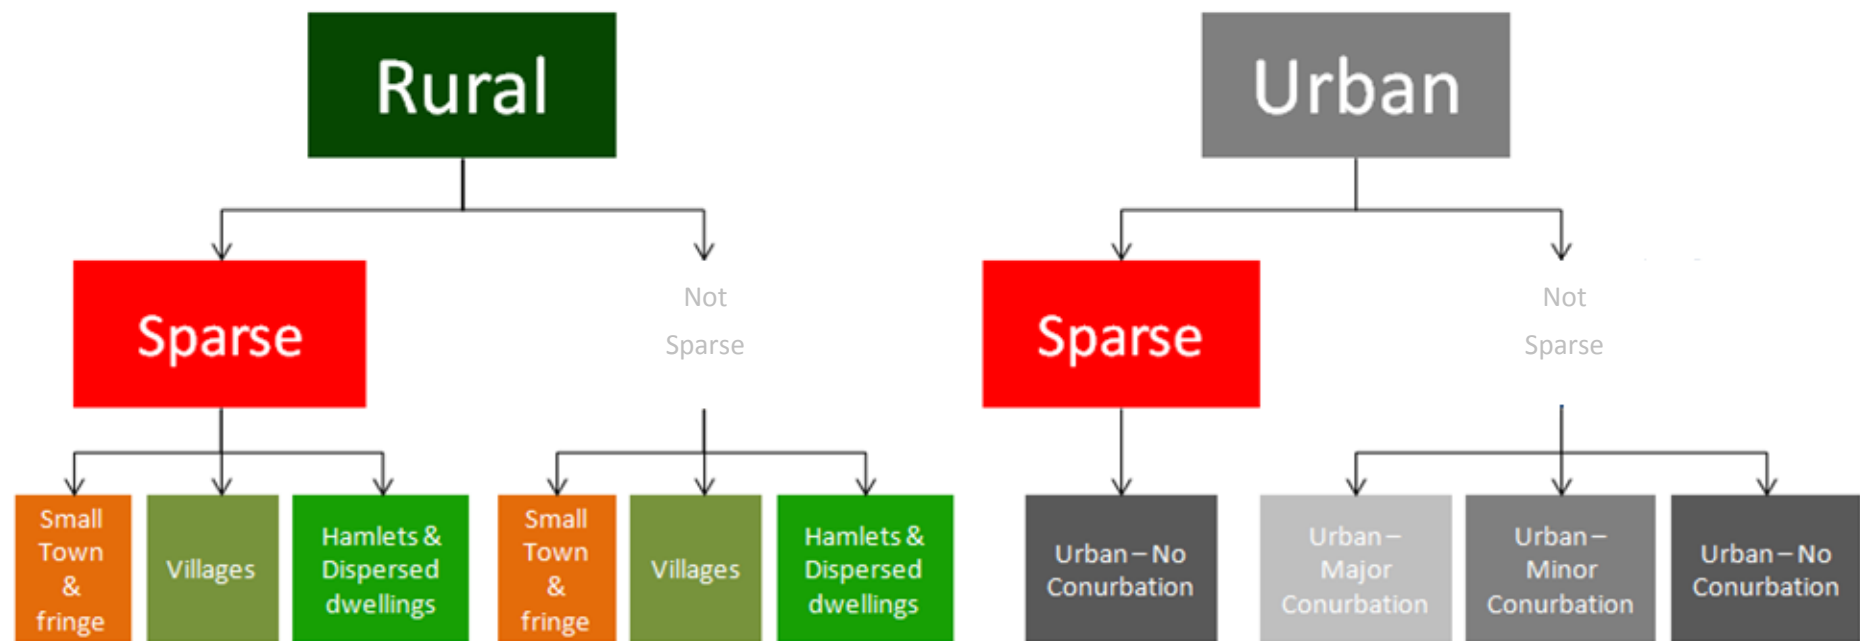 Rural
Urban
Sparse
Not
Sparse
Sparse
Not
Sparse
Small
Town
&
fringe
Villages
Hamlets &
Dispersed
dwellings
Small
Town
&
fringe
Villages
Hamlets &
Dispersed
dwellings
Urban – No
Conurbation
Urban –
Major
Conurbation
Urban –
Minor
Conurbation
Urban – No
Conurbation